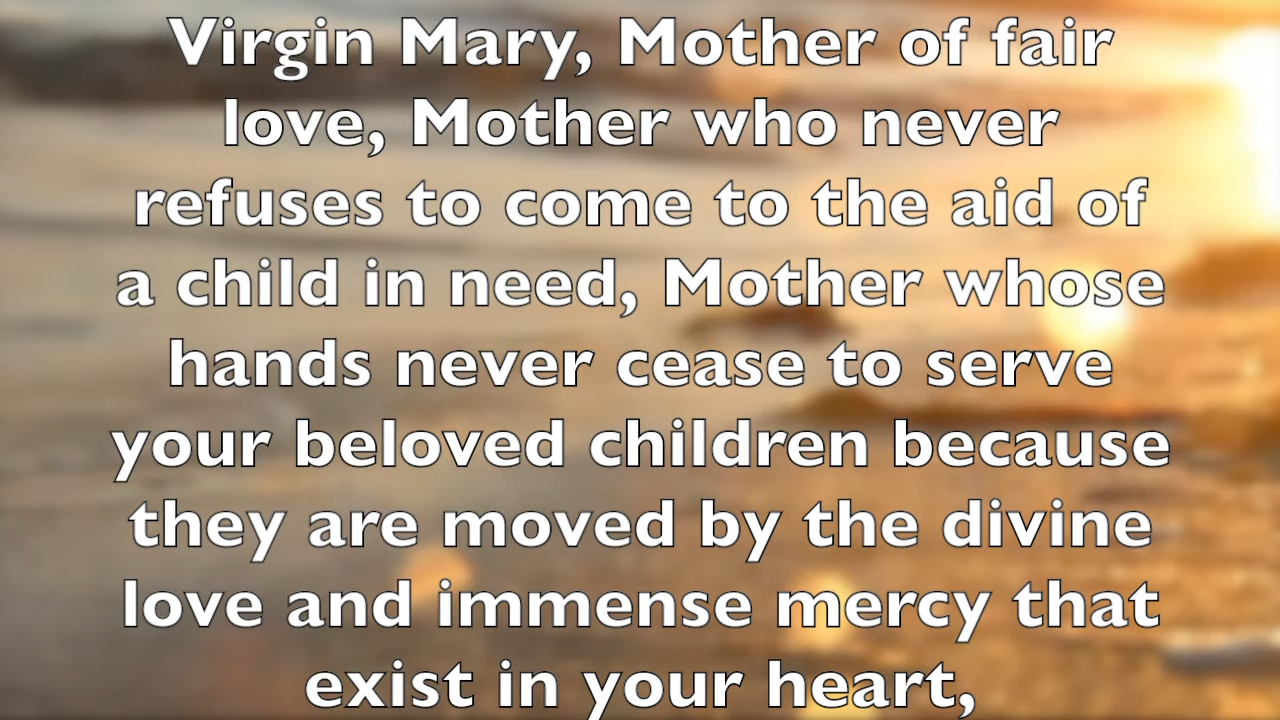 Virgin Mary, Mother of fair
love, Mother who never
refuses to come to the aid of
a child in need, Mother whose
hands never cease to serve
your beloved children because
they are moved by the divine
love and immense mercy that
exist in your heart,